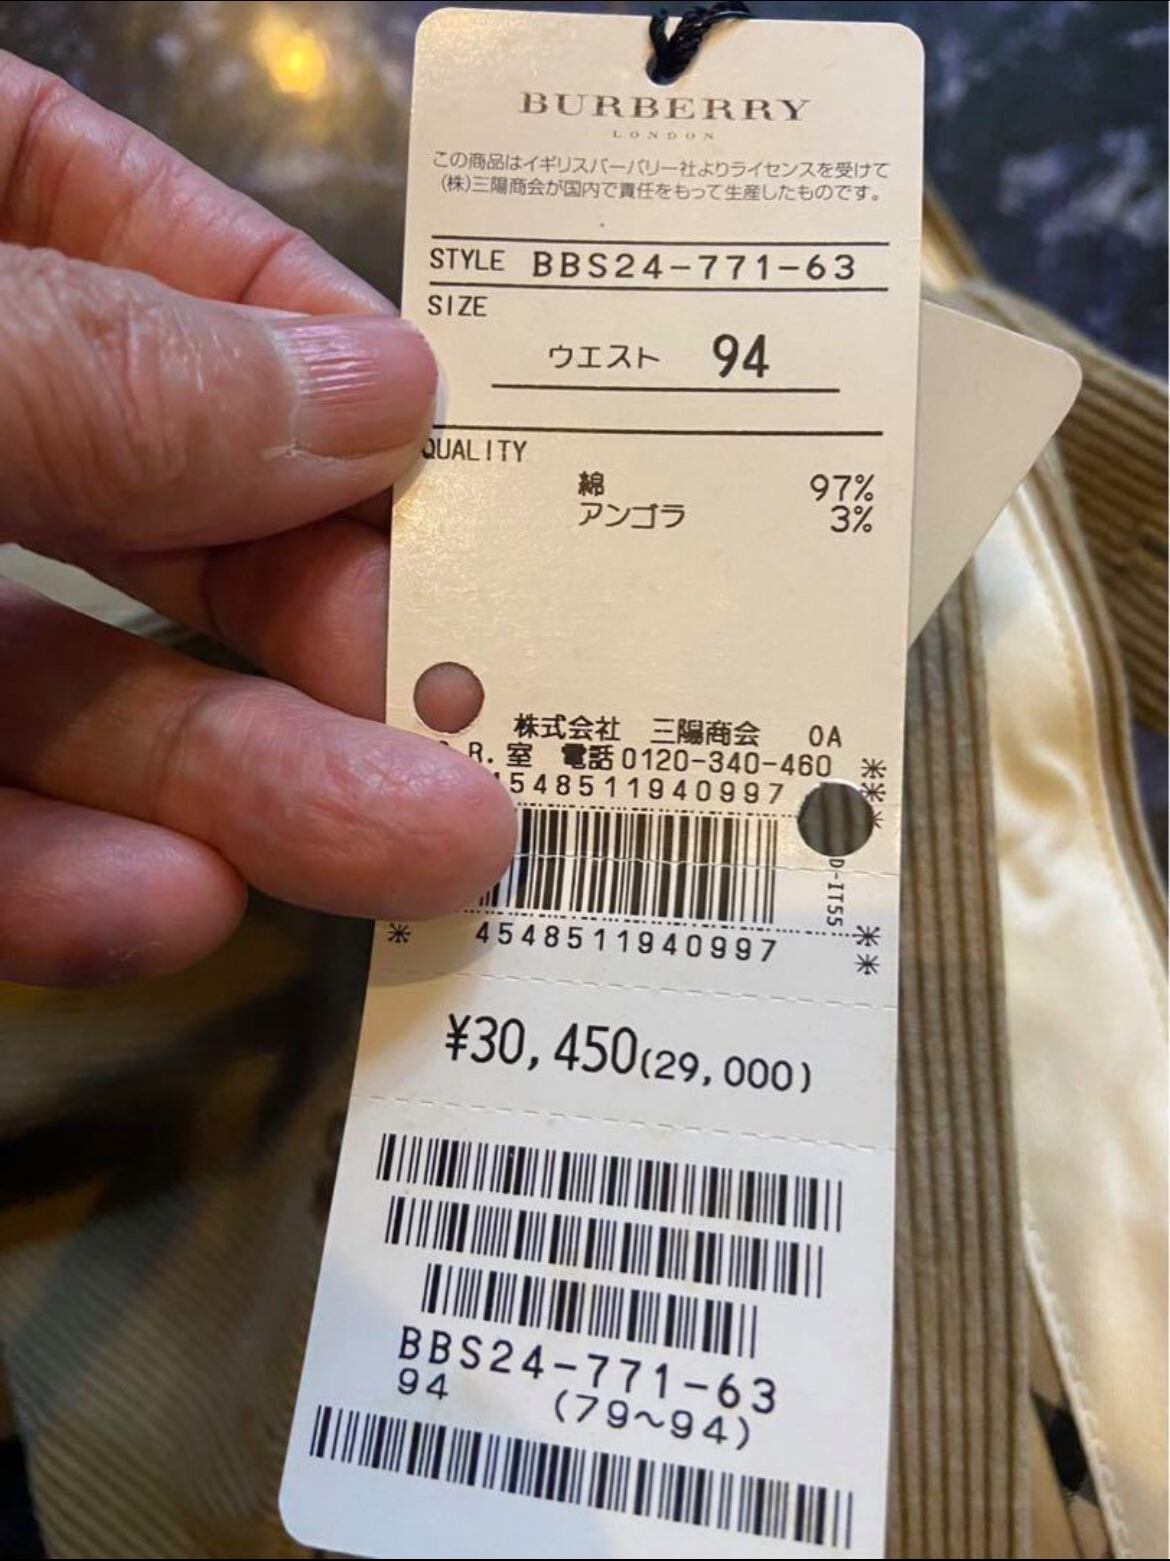 BURBERRY
LONDON
この商品はイギリスバーバリー社よりライセンスを受けて
(株)三陽商会が国内で責任をもって生産したものです。
STYLE BBS24-771-63
SIZE
ウエスト 94
QUALITY
綿 97%
アンゴラ 3%
株式会社 三陽商会 OA
R.室 電話0120-340-460 *
4548511940997 **
*
D-IT55
* 4548511940997 *
*
¥30,450(29,000)
BBS24-771-63
94 (79~94)